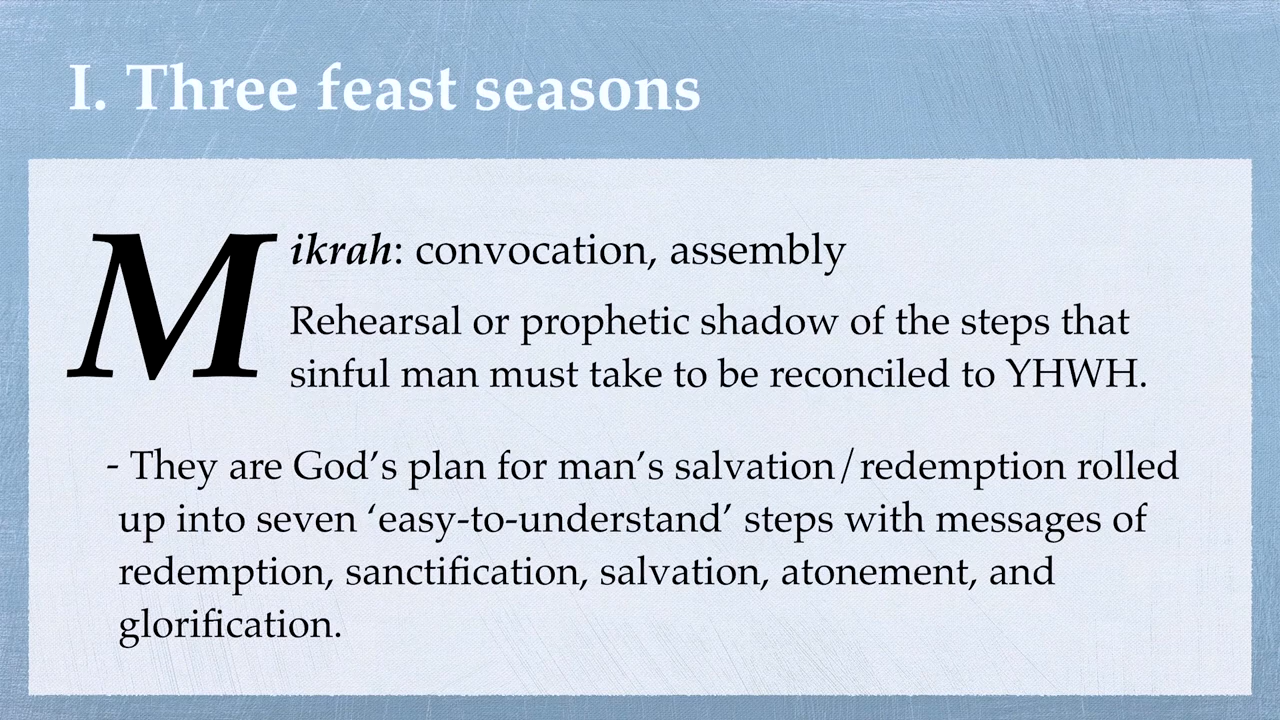 I. Three feast seasons
Mikrah: convocation, assembly
Rehearsal or prophetic shadow of the steps that
sinful man must take to be reconciled to YHWH.
- They are God’s plan for man’s salvation/redemption rolled
up into seven ‘easy-to-understand’ steps with messages of
redemption, sanctification, salvation, atonement, and
glorification.